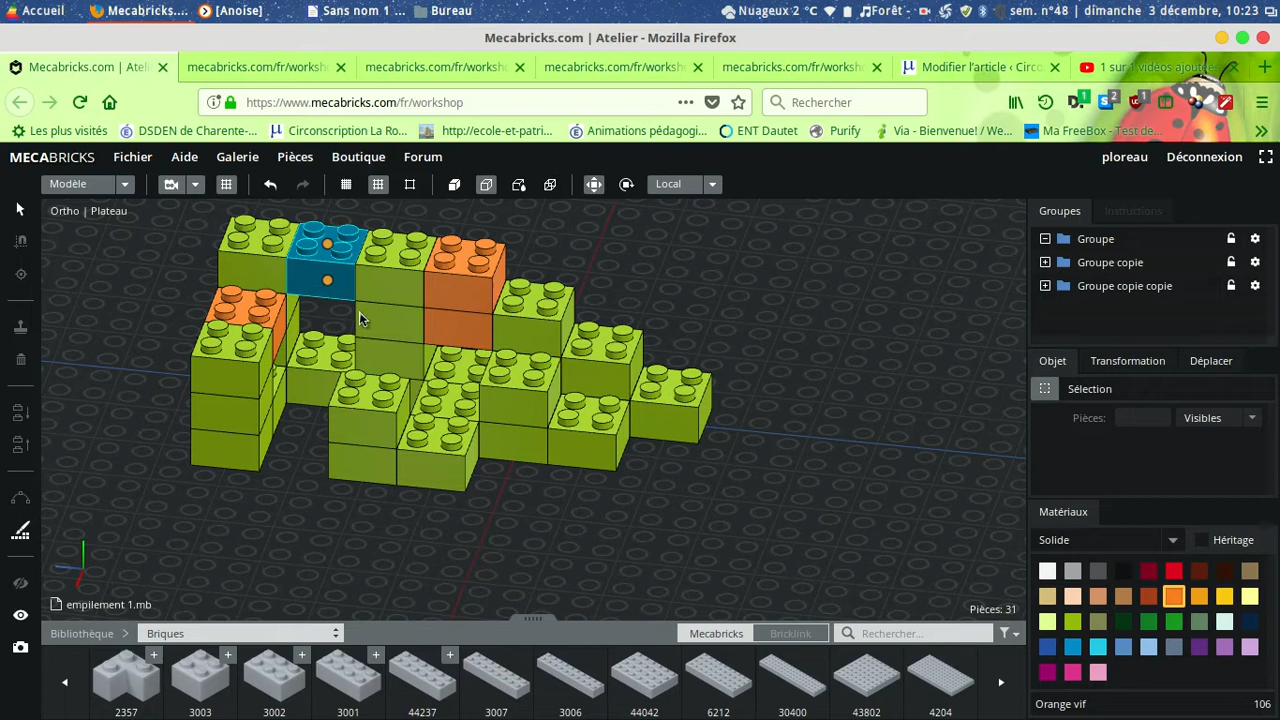 Accueil Mecabricks.... [Anoise] Sans nom 1 ... Bureau Nuageux 2 °C Forêt- sem. n°48 | dimanche 3 décembre, 10:23
Mecabricks.com | Atelier - Mozilla Firefox
Mecabricks.com | Ateli mecabricks.com/fr/worksh mecabricks.com/fr/worksh mecabricks.com/fr/worksh mecabricks.com/fr/worksh Modifier l'article ‹ Circo 1 sur 1 vidéos ajoutée
https://www.mecabricks.com/fr/workshop Rechercher
Les plus visités DSDEN de Charente-... Circonscription La Ro... http://ecole-et-patri... Animations pédagogi... ENT Dautet Purify Via - Bienvenue! / We... Ma FreeBox - Test de...
MECABRICKS Fichier Aide Galerie Pièces Boutique Forum ploreau Déconnexion
Modèle Local
Ortho | Plateau
Groupes Instructions
Groupe
Groupe copie
Groupe copie copie
Objet Transformation Déplacer
Sélection
Pièces: Visibles
Matériaux
Solide Héritage
empilement 1.mb Pièces: 31
Bibliothèque Briques Mecabricks Bricklink Rechercher...
2357 3003 3002 3001 44237 3007 3006 44042 6212 30400 43802 4204
Orange vif 106